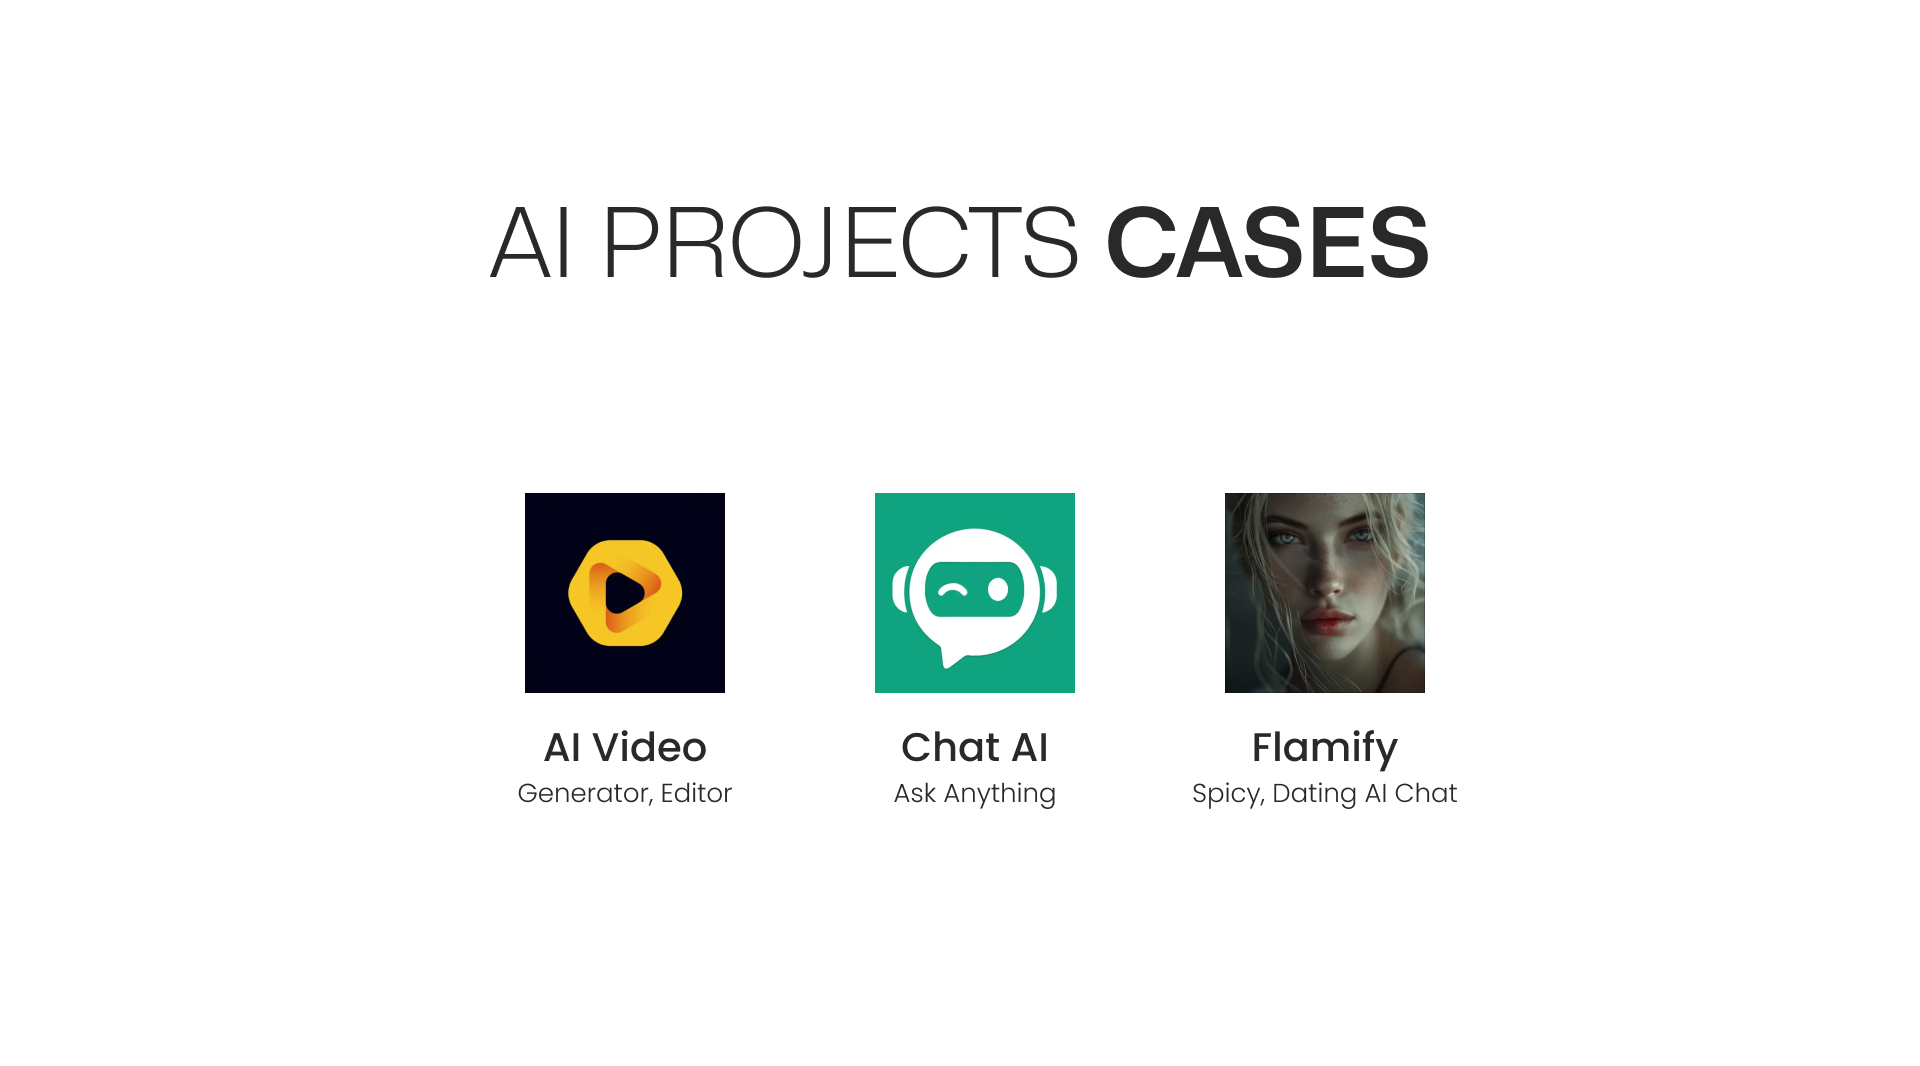 AI PROJECTS CASES
AI Video
Generator, Editor
Chat AI
Ask Anything
Flamify
Spicy, Dating AI Chat